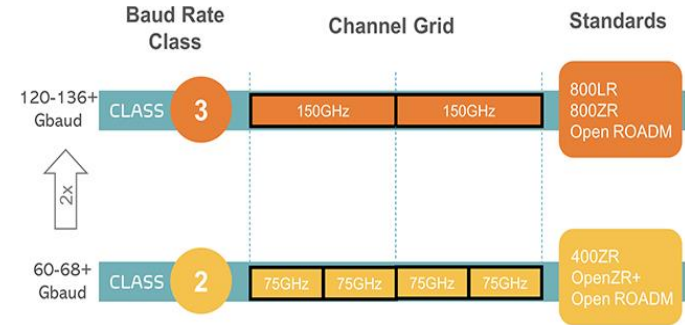 Baud Rate
Class
Channel Grid
Standards
120-136+
Gbaud
CLASS
3
150GHz
150GHz
800LR
800ZR
Open ROADM
2x
60-68+
Gbaud
CLASS
2
75GHz
75GHz
75GHz
75GHz
400ZR
OpenZR+
Open ROADM